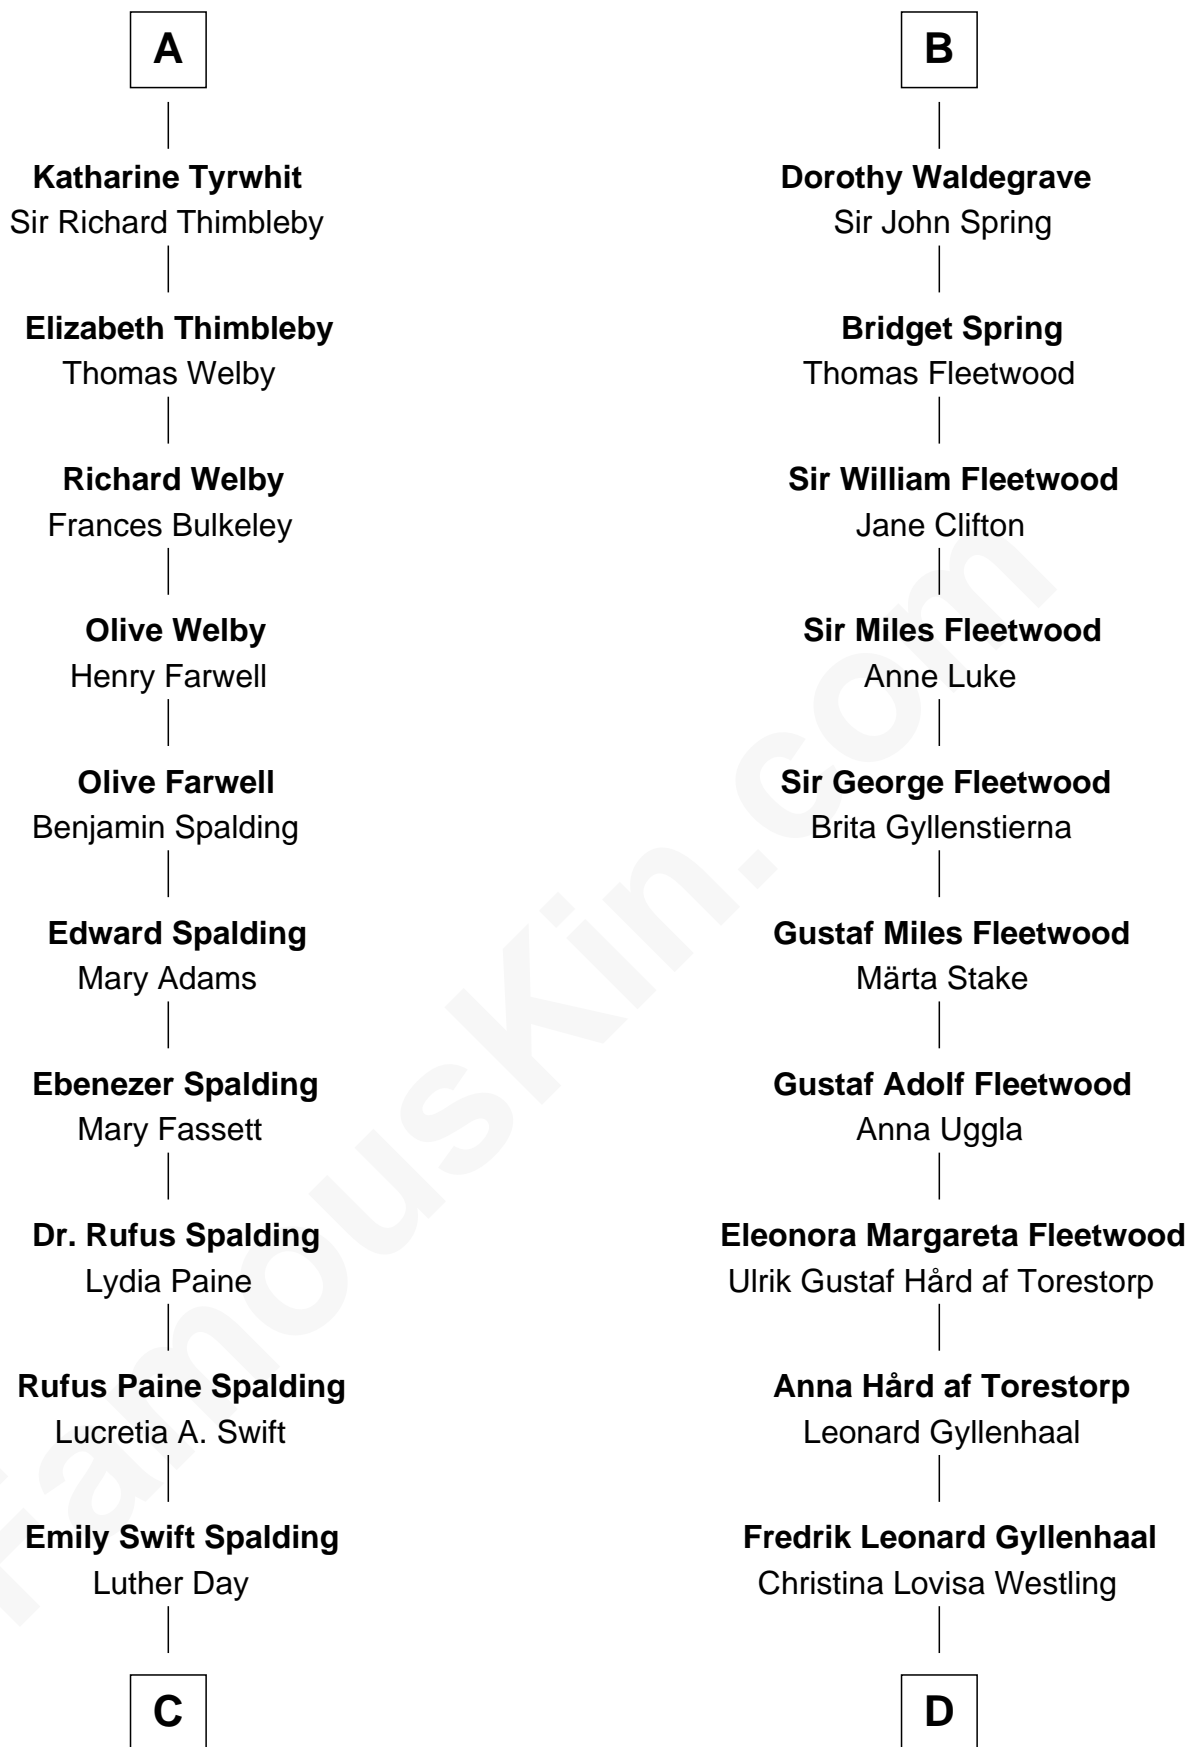 A
Katharine Tyrwhit
Sir Richard Thimbleby
Elizabeth Thimbleby
Thomas Welby
Richard Welby
Frances Bulkeley
Olive Welby
Henry Farwell
Olive Farwell
Benjamin Spalding
Edward Spalding
Mary Adams
Ebenezer Spalding
Mary Fassett
Dr. Rufus Spalding
Lydia Paine
Rufus Paine Spalding
Lucretia A. Swift
Emily Swift Spalding
Luther Day
C
B
Dorothy Waldegrave
Sir John Spring
Bridget Spring
Thomas Fleetwood
Sir William Fleetwood
Jane Clifton
Sir Miles Fleetwood
Anne Luke
Sir George Fleetwood
Brita Gyllenstierna
Gustaf Miles Fleetwood
Märta Stake
Gustaf Adolf Fleetwood
Anna Uggla
Eleonora Margareta Fleetwood
Ulrik Gustaf Hård af Torestorp
Anna Hård af Torestorp
Leonard Gyllenhaal
Fredrik Leonard Gyllenhaal
Christina Lovisa Westling
D
FamousKin.com